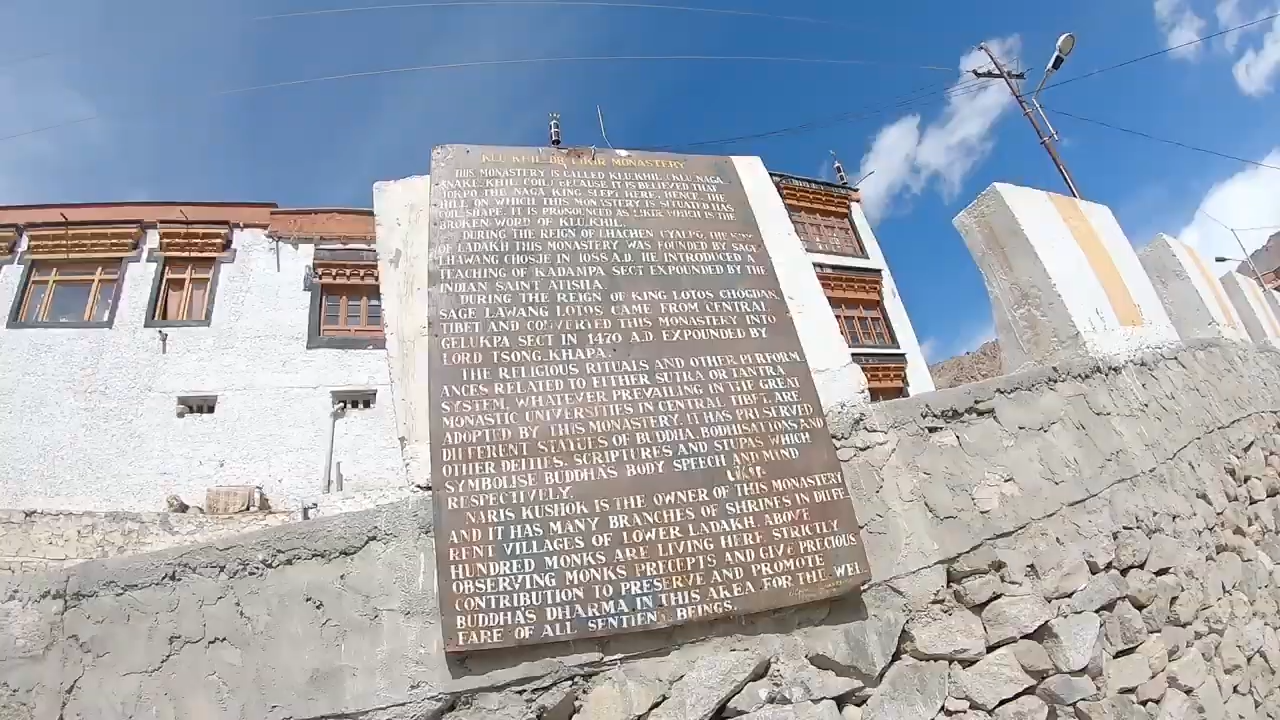 KLU KHIL OR LIKIR MONASTERY
THIS MONASTERY IS CALLED KLU.KHIL. (KLU, NAGA
SNAKE, KHIL, COIL) BECAUSE IT IS BELIEVED THAT
JOKPO THE NAGA KING SLEPT HERE, HENCE, THE
HILL ON WHICH THIS MONASTERY IS SITUATED HAS
COIL SHAPE. IT IS PRONOUNCED AS LIKIR WHICH IS THE
BROKEN WORD OF KLU.KHIL.
DURING THE REIGN OF LHACHEN GYALPO, THE KING
OF LADAKH THIS MONASTERY WAS FOUNDED BY SAGE
LHAWANG CHOSJE IN 1088 A.D. HE INTRODUCED A
TEACHING OF KADAMPA SECT EXPOUNDED BY THE
INDIAN SAINT ATISHA.
DURING THE REIGN OF KING LOTOS CHOGDAN,
SAGE LAWANG LOTOS CAME FROM CENTRAL
TIBET AND CONVERTED THIS MONASTERY INTO
GELUKPA SECT IN 1470 A.D. EXPOUNDED BY
LORD TSONG.KHAPA.
THE RELIGIOUS RITUALS AND OTHER PERFORM
ANCES RELATED TO EITHER SUTRA OR TANTRA
SYSTEM, WHATEVER PREVAILING IN THE GREAT
MONASTIC UNIVERSITIES IN CENTRAL TIBET, ARE
ADOPTED BY THIS MONASTERY. IT HAS PRESERVED
DIFFERENT STATUES OF BUDDHA, BODHISATVAS AND
OTHER DEITIES. SCRIPTURES AND STUPAS WHICH
SYMBOLISE BUDDHA'S BODY SPEECH AND MIND
RESPECTIVELY.
NARIS KUSHOK IS THE OWNER OF THIS MONASTERY
AND IT HAS MANY BRANCHES OF SHRINES IN DIFFE
RENT VILLAGES OF LOWER LADAKH. ABOVE
HUNDRED MONKS ARE LIVING HERE STRICTLY
OBSERVING MONKS PRECEPTS AND GIVE PRECIOUS
CONTRIBUTION TO PRESERVE AND PROMOTE
BUDDHA'S DHARMA IN THIS AREA FOR THE WEL
FARE OF ALL SENTIENT BEINGS.